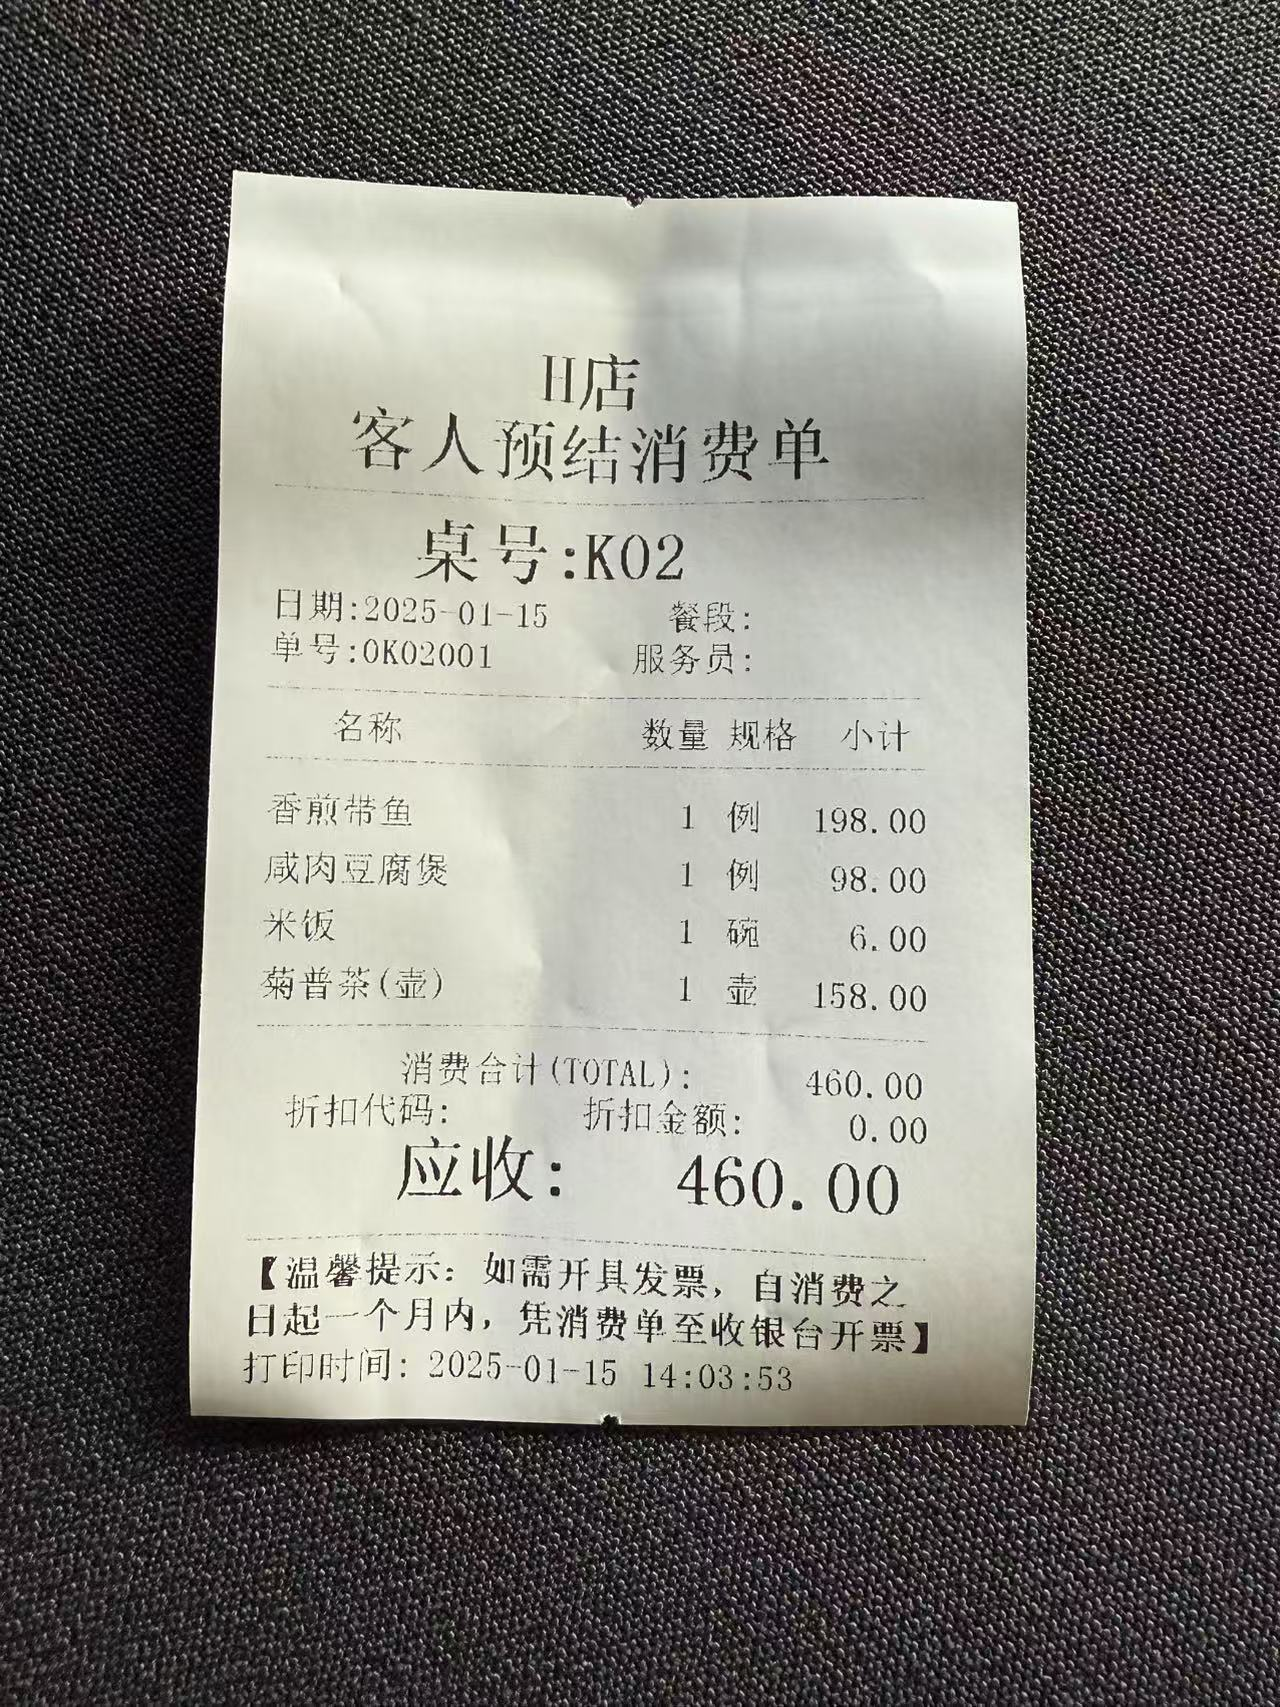 H店
客人预结消费单
桌号:K02
日期:2025-01-15 餐段:
单号:0K02001 服务员:
名称 数量 规格 小计
香煎带鱼 1 例 198.00
咸肉豆腐煲 1 例 98.00
米饭 1 碗 6.00
菊普茶(壶) 1 壶 158.00
消费合计(TOTAL): 460.00
折扣代码: 折扣金额: 0.00
应收: 460.00
【温馨提示: 如需开具发票, 自消费之
日起一个月内, 凭消费单至收银台开票】
打印时间: 2025-01-15 14:03:53